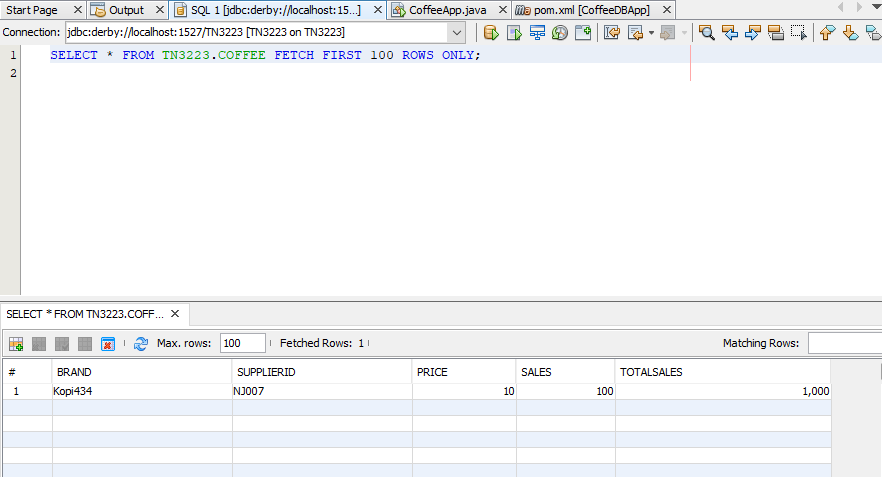 Start Page Output SQL 1 [jdbc:derby://localhost:15...] CoffeeApp.java pom.xml [CoffeeDBApp]
Connection: jdbc:derby://localhost:1527/TN3223 [TN3223 on TN3223]
1 SELECT * FROM TN3223.COFFEE FETCH FIRST 100 ROWS ONLY;
2
SELECT * FROM TN3223.COFF...
Max. rows: 100 Fetched Rows: 1 Matching Rows:
# BRAND SUPPLIERID PRICE SALES TOTALSALES
1 Kopi434 NJ007 10 100 1,000